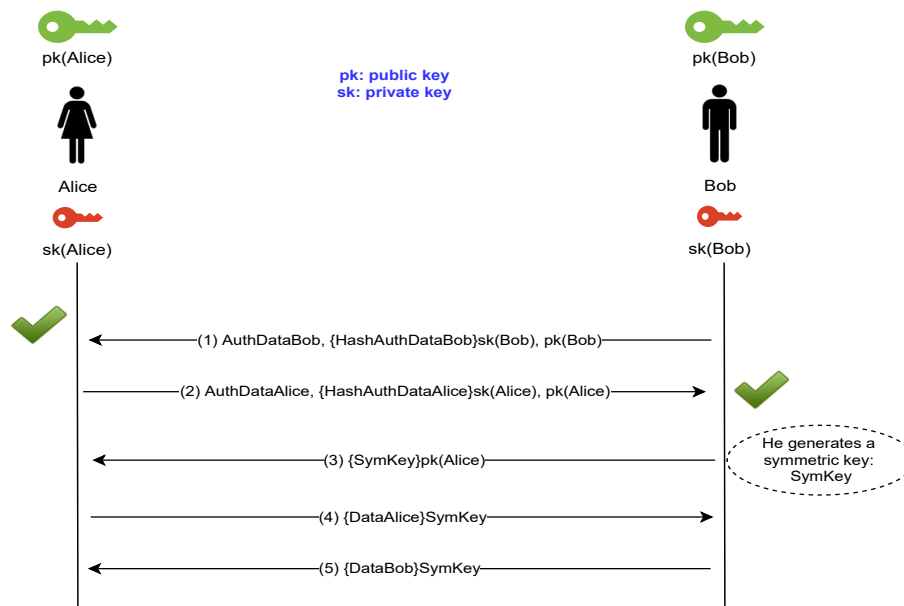 pk(Alice)
pk(Bob)
pk: public key
sk: private key
Alice
Bob
sk(Alice)
sk(Bob)
(1) AuthDataBob, {HashAuthDataBob}sk(Bob), pk(Bob)
(2) AuthDataAlice, {HashAuthDataAlice}sk(Alice), pk(Alice)
He generates a
symmetric key:
SymKey
(3) {SymKey}pk(Alice)
(4) {DataAlice}SymKey
(5) {DataBob}SymKey